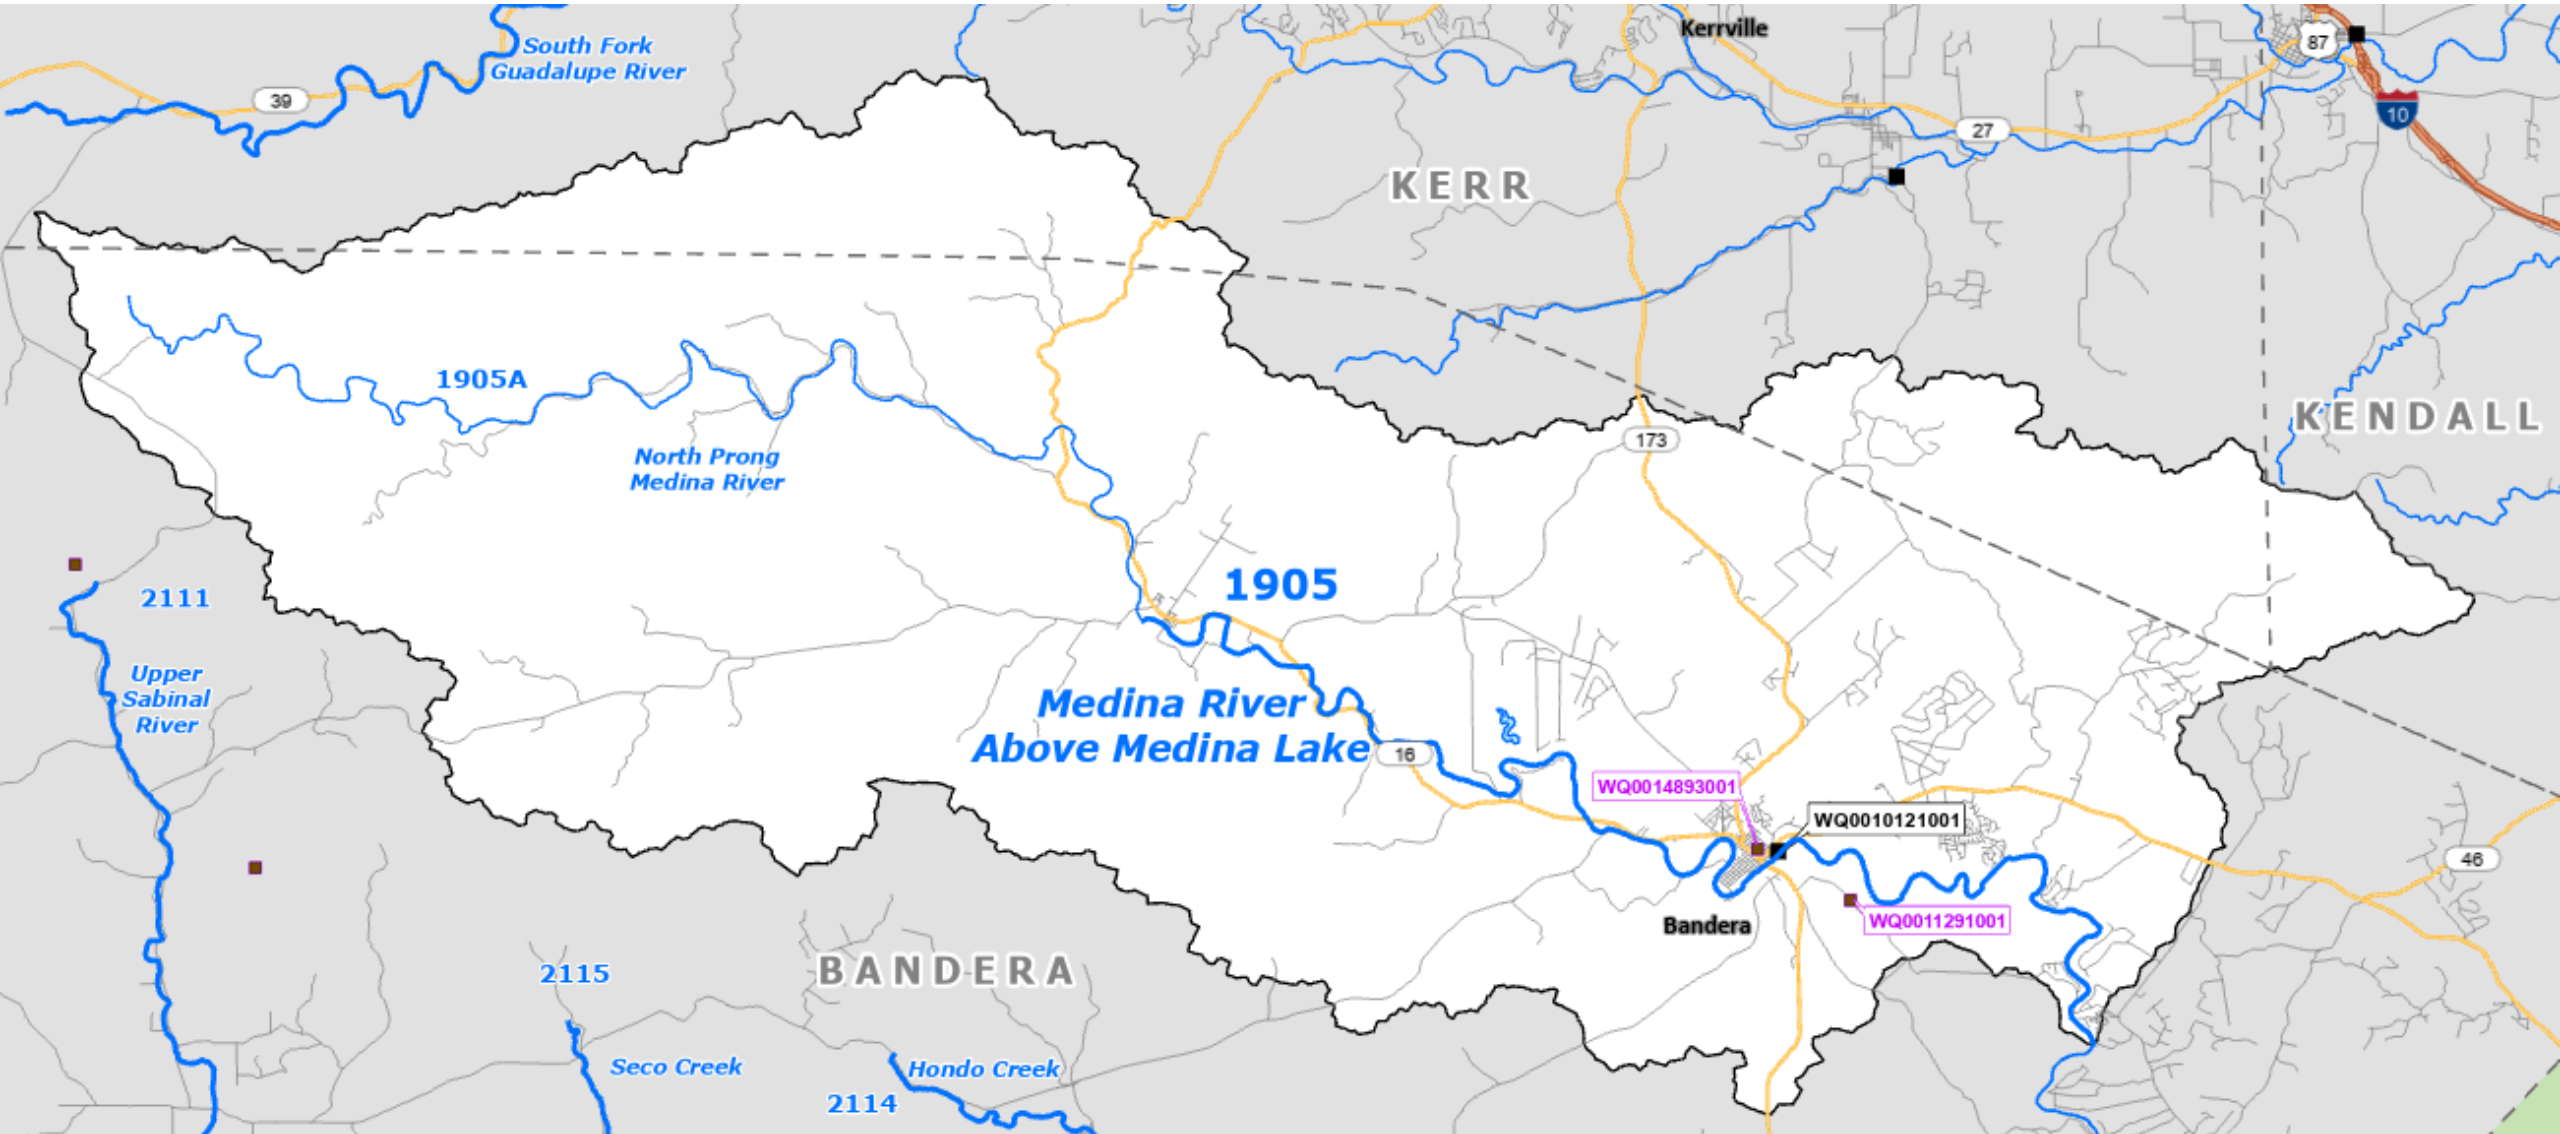 Kerrville
87
South Fork
Guadalupe River
39
10
27
KERR
1905A
KENDALL
173
North Prong
Medina River
1905
2111
Upper
Sabinal
River
Medina River
Above Medina Lake
16
WQ0014893001
WQ0010121001
46
WQ0011291001
Bandera
BANDERA
2115
Seco Creek
Hondo Creek
2114